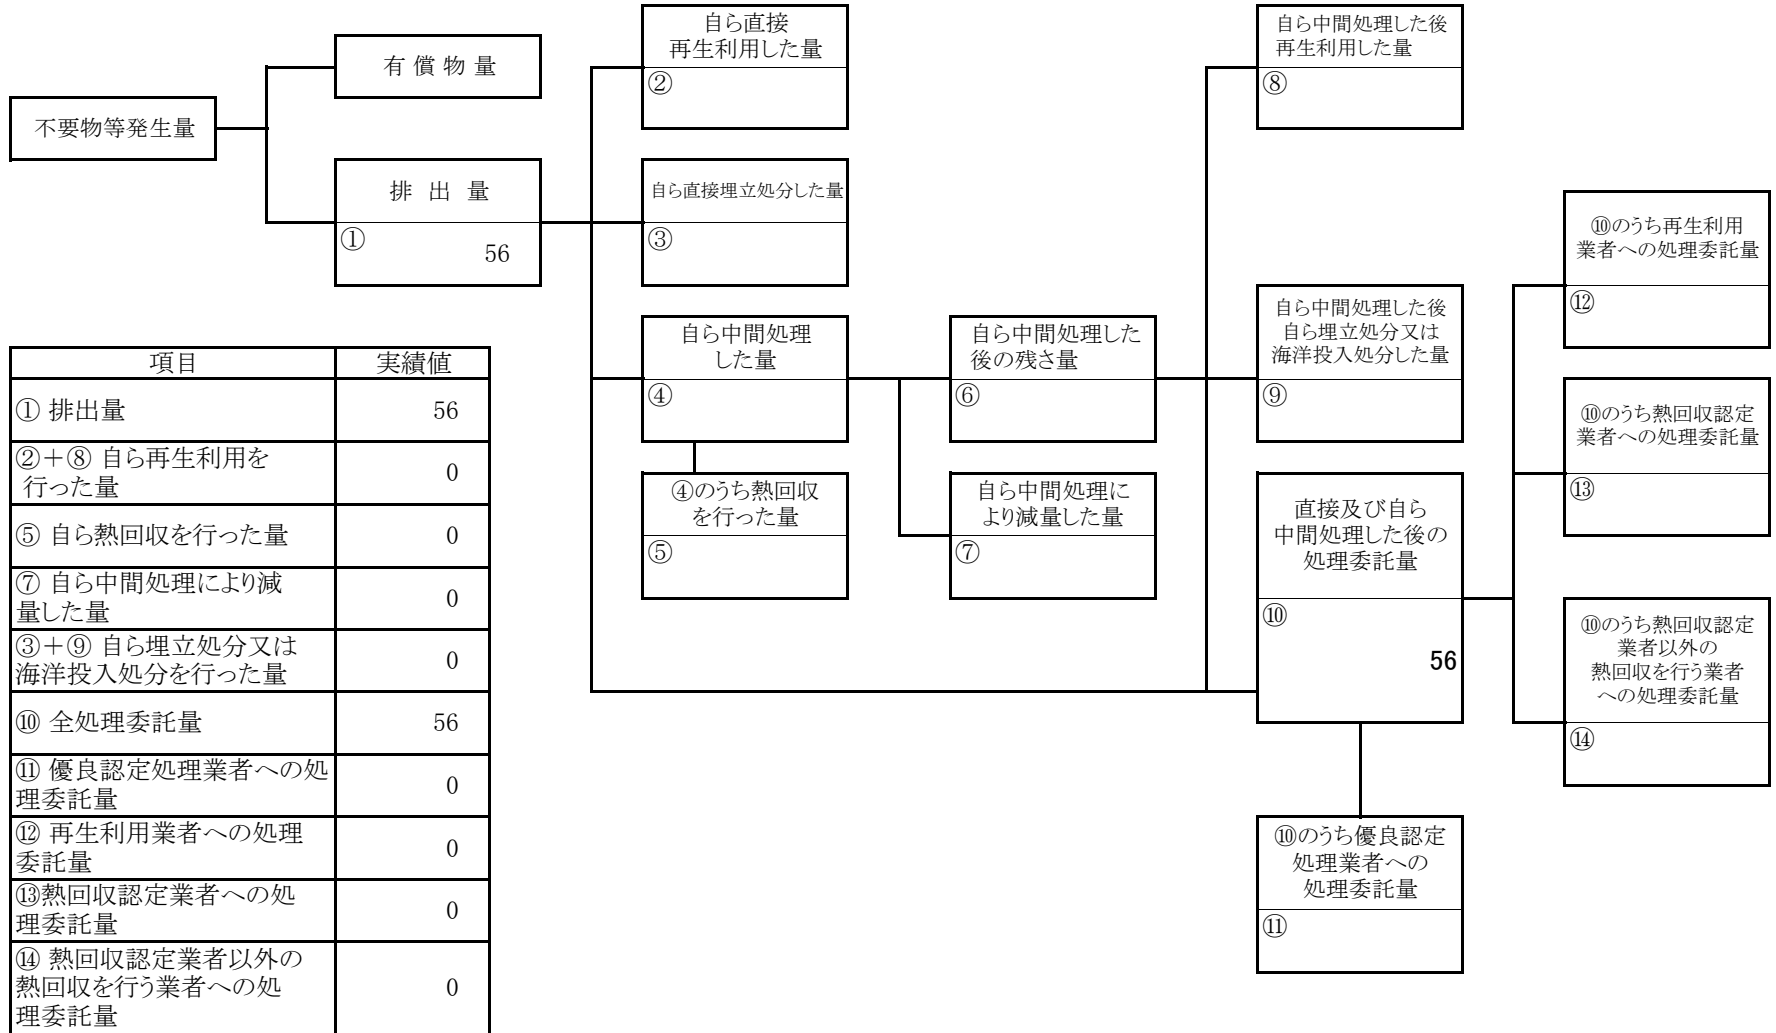 不要物等発生量
有 償 物 量
排 出 量
①
56
自ら直接
再生利用した量
②
自ら直接埋立処分した量
③
自ら中間処理
した量
④
④のうち熱回収
を行った量
⑤
自ら中間処理した
後の残さ量
⑥
自ら中間処理に
より減量した量
⑦
自ら中間処理した後
再生利用した量
⑧
自ら中間処理した後
自ら埋立処分又は
海洋投入処分した量
⑨
直接及び自ら
中間処理した後の
処理委託量
⑩
56
⑩のうち優良認定
処理業者への
処理委託量
⑪
⑩のうち再生利用
業者への処理委託量
⑫
⑩のうち熱回収認定
業者への処理委託量
⑬
⑩のうち熱回収認定
業者以外の
熱回収を行う業者
への処理委託量
⑭
項目 実績値
① 排出量 56
②+⑧ 自ら再生利用を
行った量 0
⑤ 自ら熱回収を行った量 0
⑦ 自ら中間処理により減
量した量 0
③+⑨ 自ら埋立処分又は
海洋投入処分を行った量 0
⑩ 全処理委託量 56
⑪ 優良認定処理業者への処
理委託量 0
⑫ 再生利用業者への処理
委託量 0
⑬熱回収認定業者への処
理委託量 0
⑭ 熱回収認定業者以外の
熱回収を行う業者への処
理委託量 0